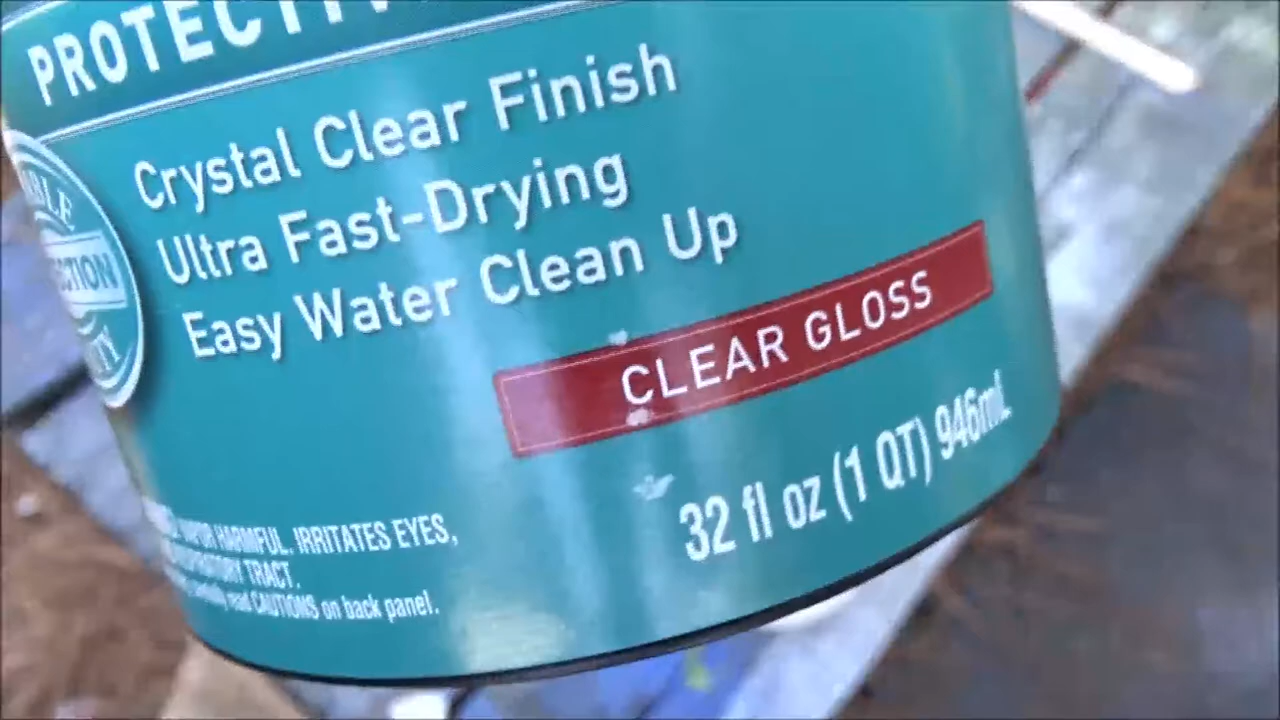 Crystal Clear Finish
Ultra Fast-Drying
Easy Water Clean Up
CLEAR GLOSS
32 fl oz (1 QT) 946mL
HARMFUL. IRRITATES EYES,
TRACT.
read CAUTIONS on back panel.